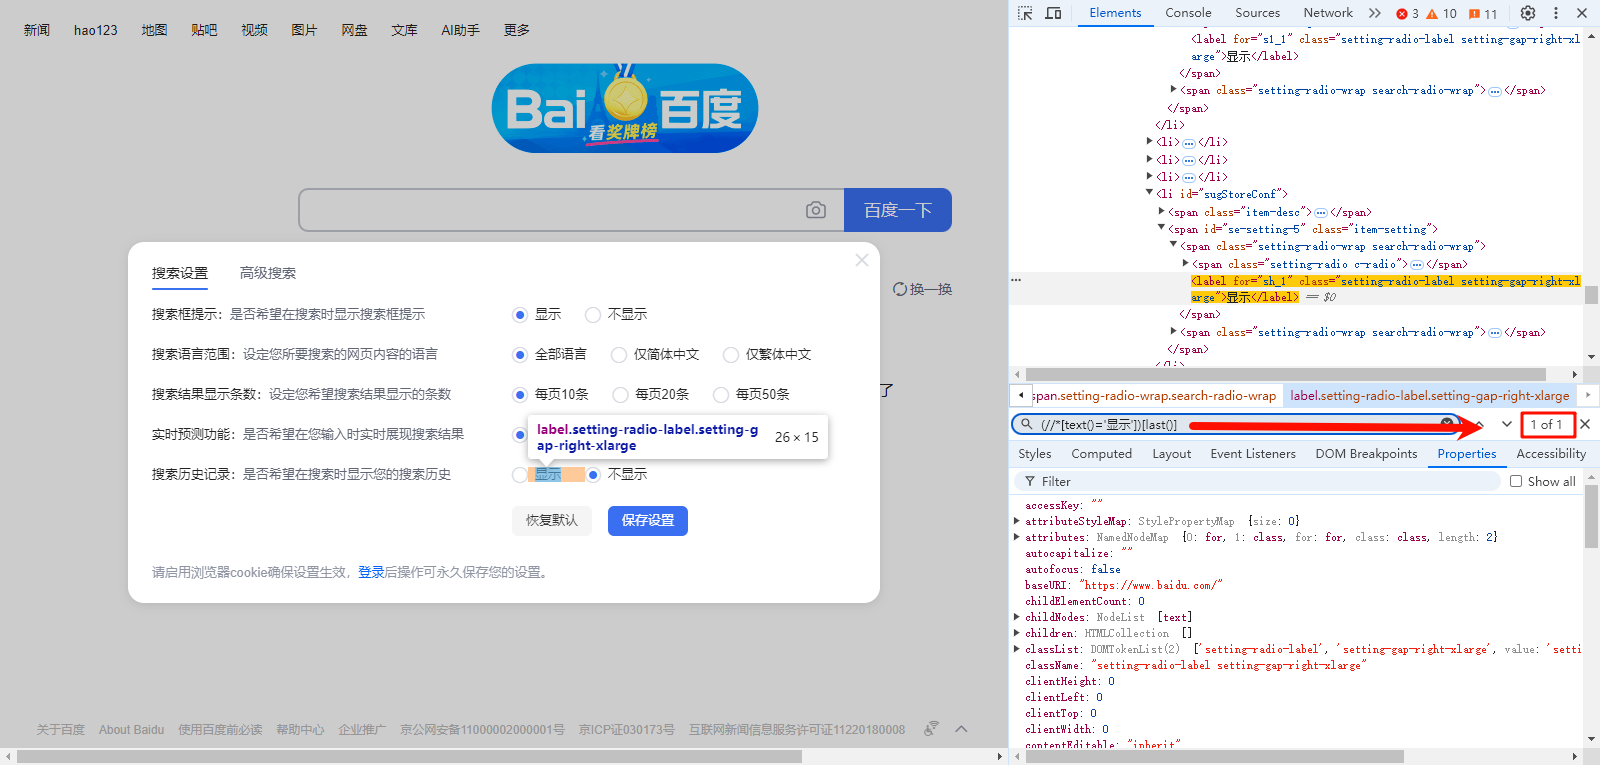 新闻 hao123 地图 贴吧 视频 图片 网盘 文库 AI助手 更多
Bai 百度
看奖牌榜
百度一下
搜索设置 高级搜索
换一换
搜索框提示：是否希望在搜索时显示搜索框提示 显示 不显示
搜索语言范围：设定您所要搜索的网页内容的语言 全部语言 仅简体中文 仅繁体中文
搜索结果显示条数：设定您希望搜索结果显示的条数 每页10条 每页20条 每页50条
了
实时预测功能：是否希望在您输入时实时展现搜索结果
label.setting-radio-label.setting-g
ap-right-xlarge
26 × 15
搜索历史记录：是否希望在搜索时显示您的搜索历史 显示 不显示
恢复默认 保存设置
请启用浏览器cookie确保设置生效，登录后操作可永久保存您的设置。
关于百度 About Baidu 使用百度前必读 帮助中心 企业推广 京公网安备11000002000001号 京ICP证030173号 互联网新闻信息服务许可证11220180008
Elements Console Sources Network 3 10 11
<label for="s1_1" class="setting-radio-label setting-gap-right-xl
arge">显示</label>
</span>
<span class="setting-radio-wrap search-radio-wrap">…</span>
</span>
</li>
<li>…</li>
<li>…</li>
<li>…</li>
<li id="sugStoreConf">
<span class="item-desc">…</span>
<span id="se-setting-5" class="item-setting">
<span class="setting-radio-wrap search-radio-wrap">
<span class="setting-radio c-radio">…</span>
<label for="sh_1" class="setting-radio-label setting-gap-right-xl
arge">显示</label> == $0
</span>
<span class="setting-radio-wrap search-radio-wrap">…</span>
</span>
span.setting-radio-wrap.search-radio-wrap label.setting-radio-label.setting-gap-right-xlarge
(//*[text()='显示'])[last()] 1 of 1
Styles Computed Layout Event Listeners DOM Breakpoints Properties Accessibility
Filter Show all
accessKey: ""
attributeStyleMap: StylePropertyMap {size: 0}
attributes: NamedNodeMap {0: for, 1: class, for: for, class: class, length: 2}
autocapitalize: ""
autofocus: false
baseURI: "https://www.baidu.com/"
childElementCount: 0
childNodes: NodeList [text]
children: HTMLCollection []
classList: DOMTokenList(2) ['setting-radio-label', 'setting-gap-right-xlarge', value: 'setti
className: "setting-radio-label setting-gap-right-xlarge"
clientHeight: 0
clientLeft: 0
clientTop: 0
clientWidth: 0
contentEditable: "inherit"